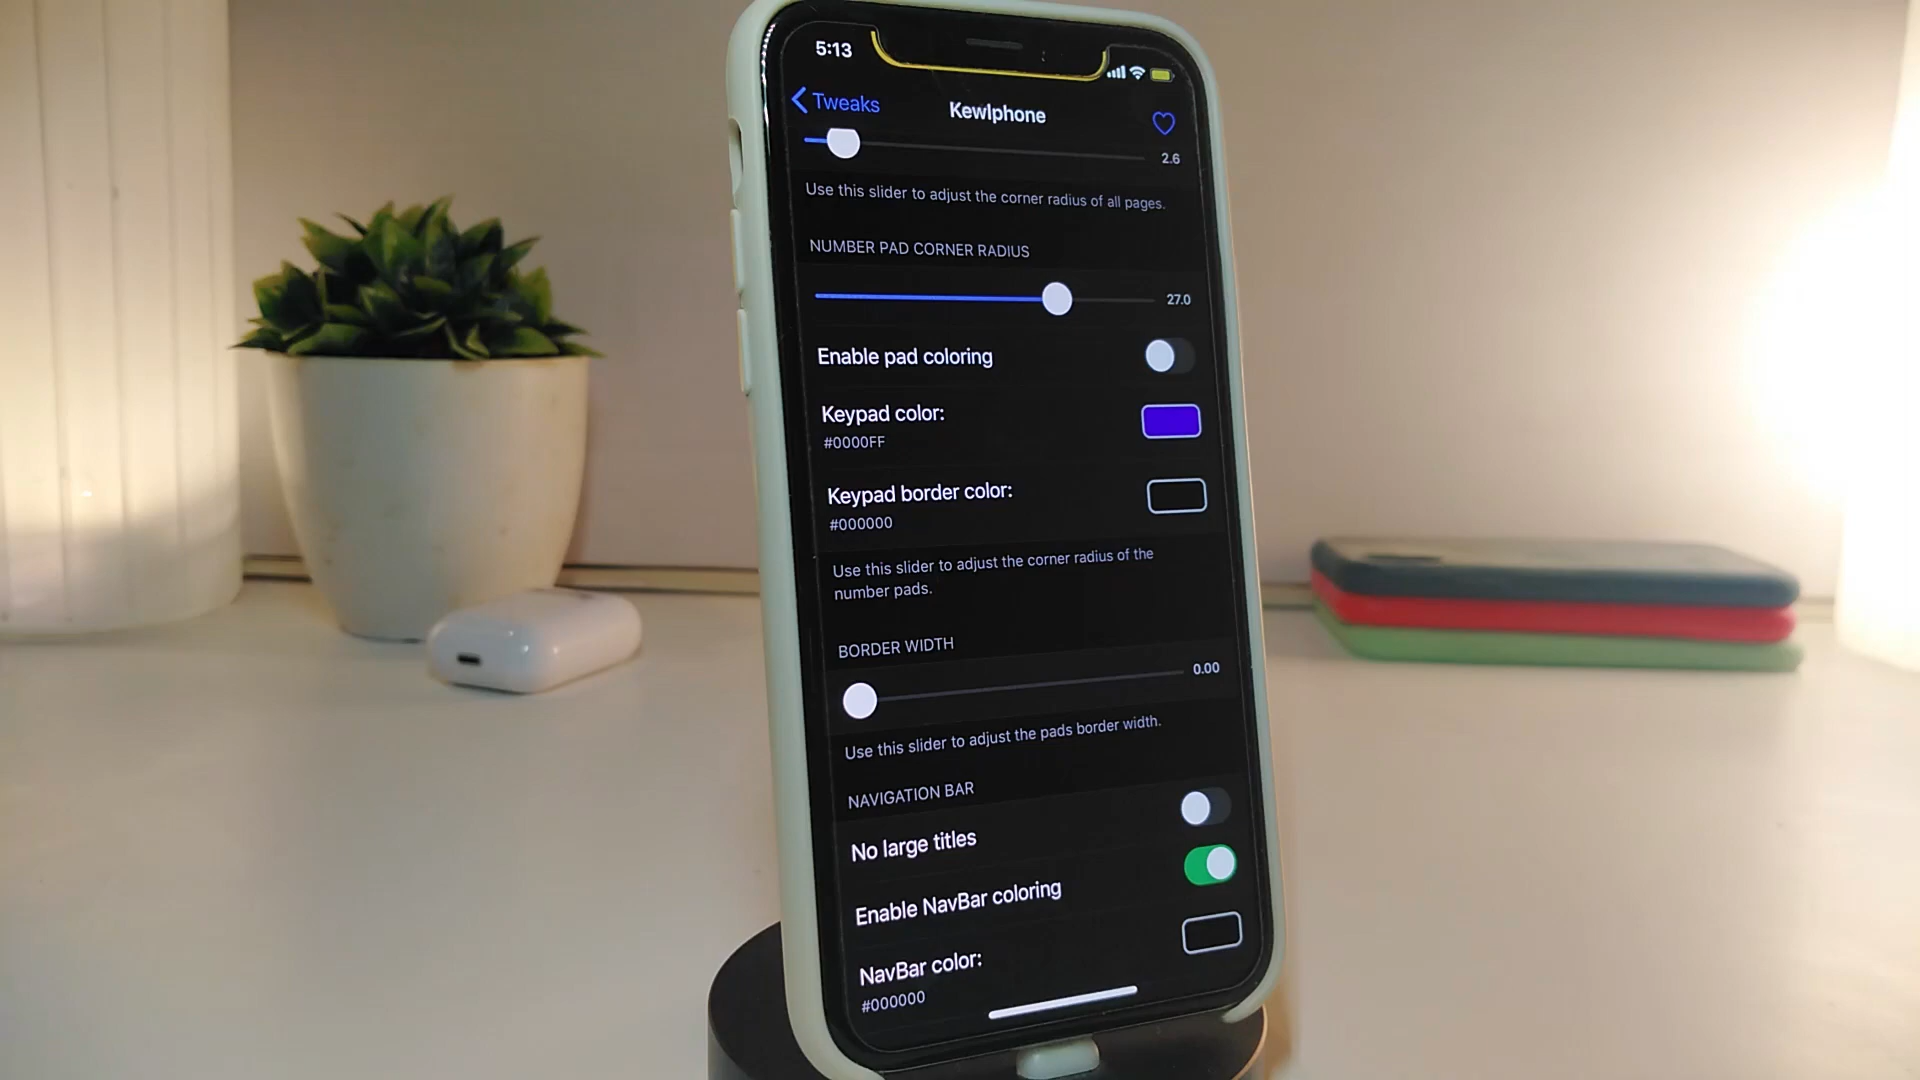 5:13
Tweaks
Kewlphone
2.6
Use this slider to adjust the corner radius of all pages.
NUMBER PAD CORNER RADIUS
27.0
Enable pad coloring
Keypad color:
#0000FF
Keypad border color:
#000000
Use this slider to adjust the corner radius of the
number pads.
BORDER WIDTH
0.00
Use this slider to adjust the pads border width.
NAVIGATION BAR
No large titles
Enable NavBar coloring
NavBar color:
#000000